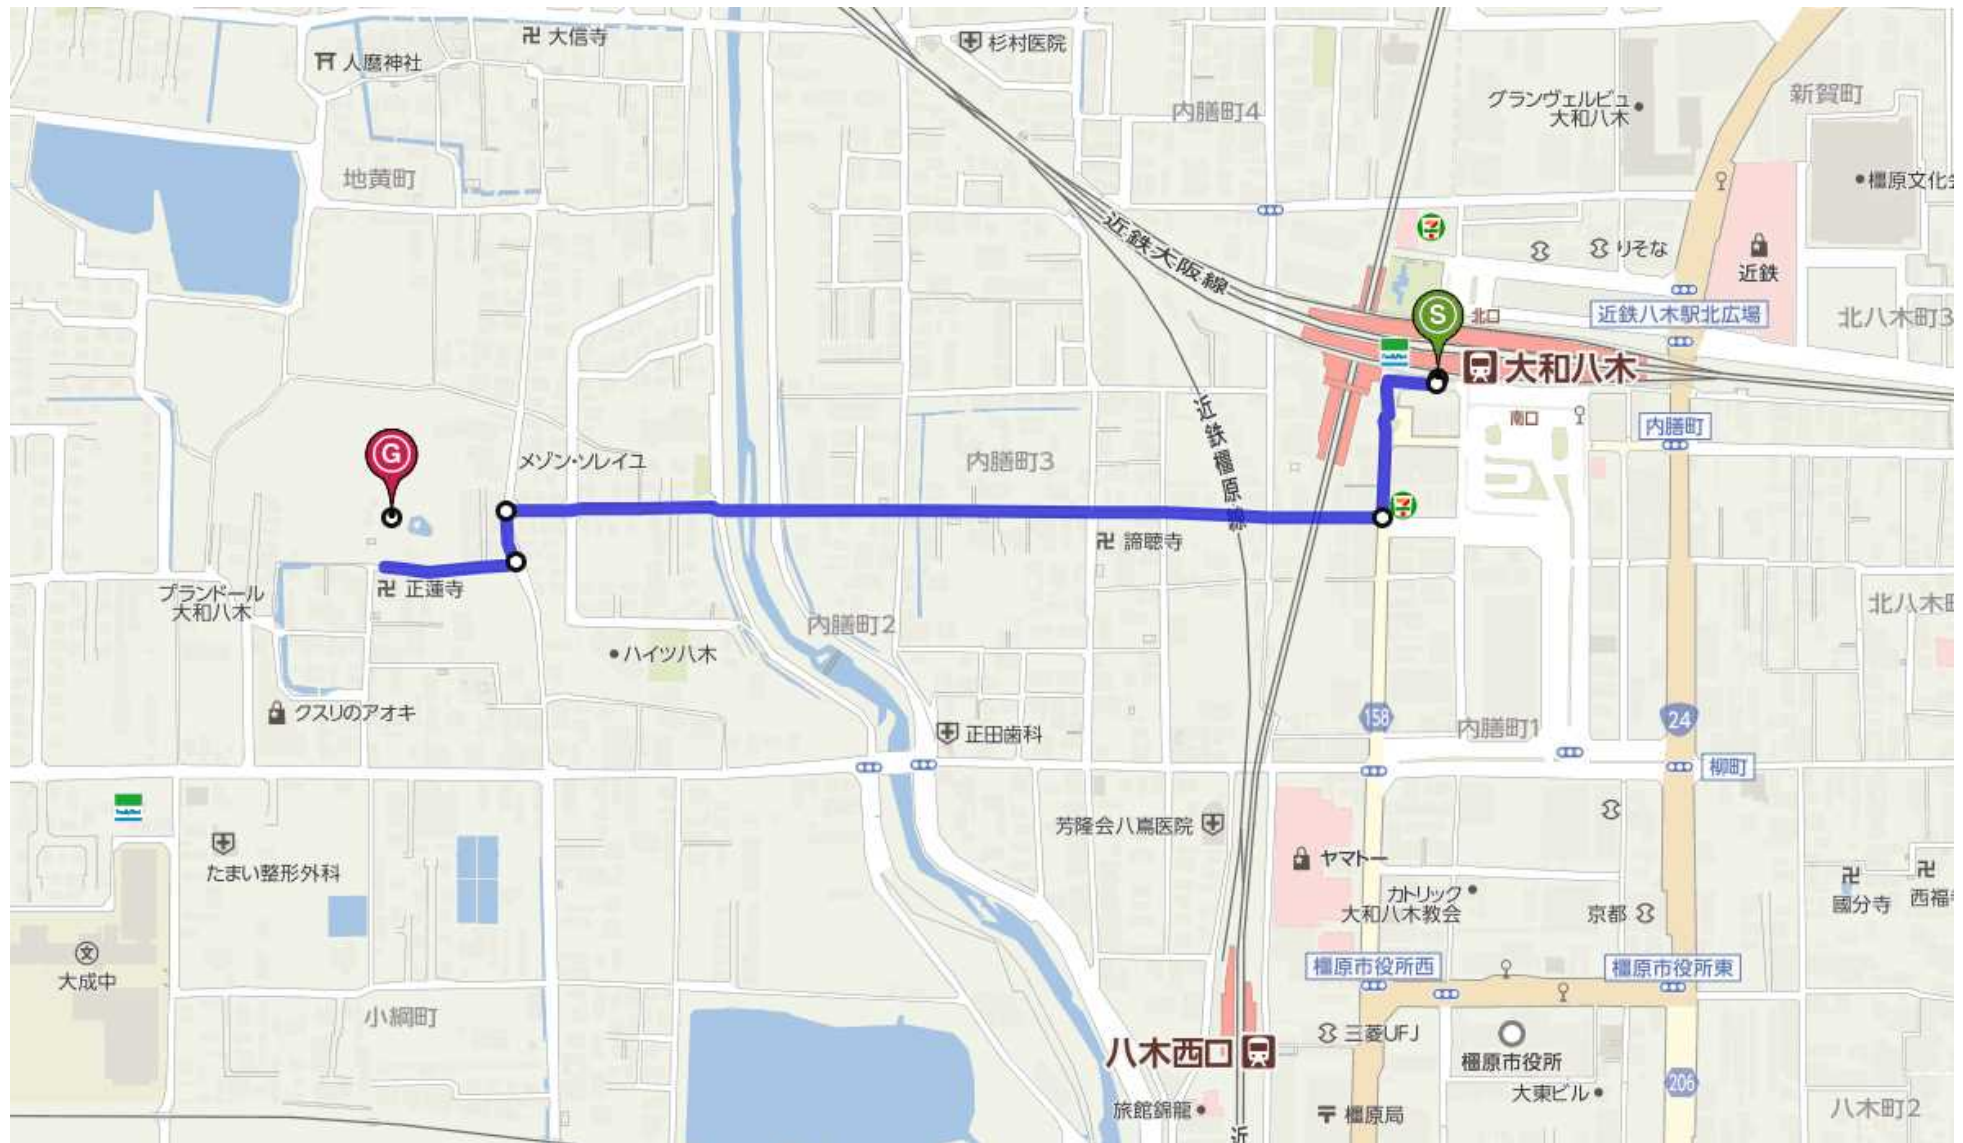 大信寺
人麿神社
杉村医院
内膳町4
グランヴェルビュ
大和八木
新賀町
橿原文化会
地黄町
近鉄大阪線
りそな
近鉄
S
北口
近鉄八木駅北広場
北八木町3
大和八木
南口
内膳町
近鉄橿原線
G
メゾン・ソレイユ
内膳町3
諦聴寺
正蓮寺
プランドール
大和八木
内膳町2
北八木町
ハイツ八木
クスリのアオキ
正田歯科
158
内膳町1
24
柳町
FamilyMart
たまい整形外科
芳隆会八嶌医院
ヤマトー
カトリック
大和八木教会
京都
國分寺
西福寺
文
大成中
小綱町
橿原市役所西
橿原市役所東
八木西口
三菱UFJ
橿原市役所
大東ビル
206
旅館錦龍
橿原局
八木町2
近